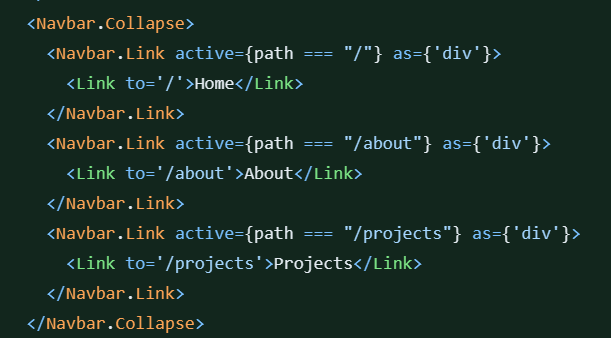 <Navbar.Collapse>
<Navbar.Link active={path === "/"} as={'div'}>
<Link to='/'>Home</Link>
</Navbar.Link>
<Navbar.Link active={path === "/about"} as={'div'}>
<Link to='/about'>About</Link>
</Navbar.Link>
<Navbar.Link active={path === "/projects"} as={'div'}>
<Link to='/projects'>Projects</Link>
</Navbar.Link>
</Navbar.Collapse>